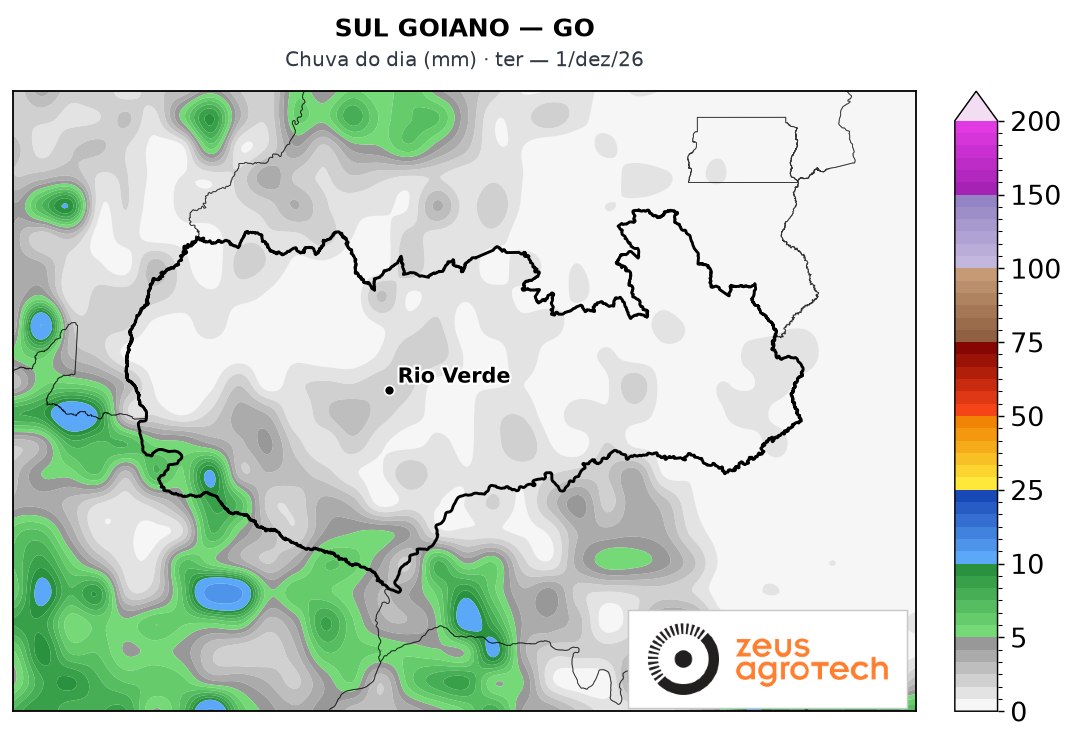 SUL GOIANO — GO
Chuva do dia (mm) · ter — 1/dez/26
Rio Verde
200
150
100
75
50
25
10
5
0
zeus
agrotech